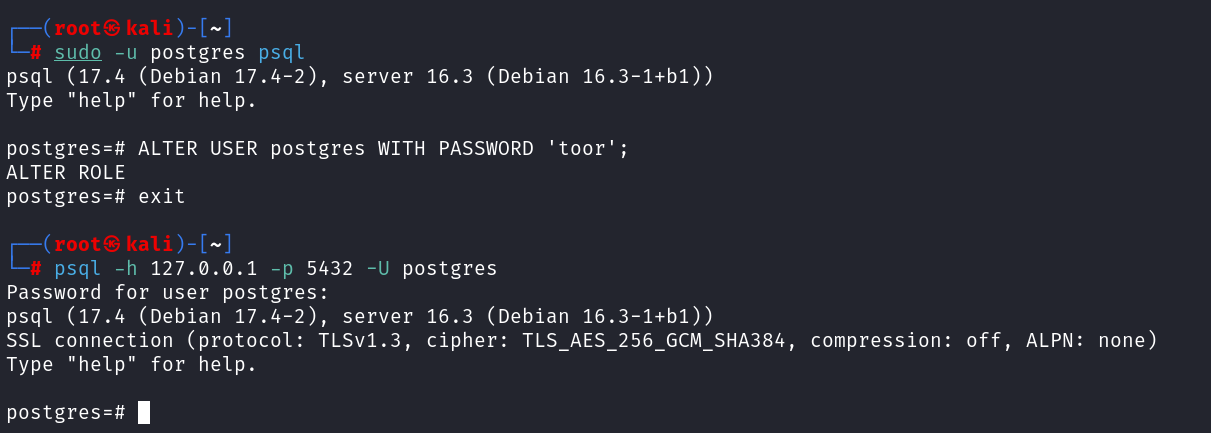 ┌──(root㉿kali)-[~]
└─# sudo -u postgres psql
psql (17.4 (Debian 17.4-2), server 16.3 (Debian 16.3-1+b1))
Type "help" for help.

postgres=# ALTER USER postgres WITH PASSWORD 'toor';
ALTER ROLE
postgres=# exit

┌──(root㉿kali)-[~]
└─# psql -h 127.0.0.1 -p 5432 -U postgres
Password for user postgres:
psql (17.4 (Debian 17.4-2), server 16.3 (Debian 16.3-1+b1))
SSL connection (protocol: TLSv1.3, cipher: TLS_AES_256_GCM_SHA384, compression: off, ALPN: none)
Type "help" for help.

postgres=#